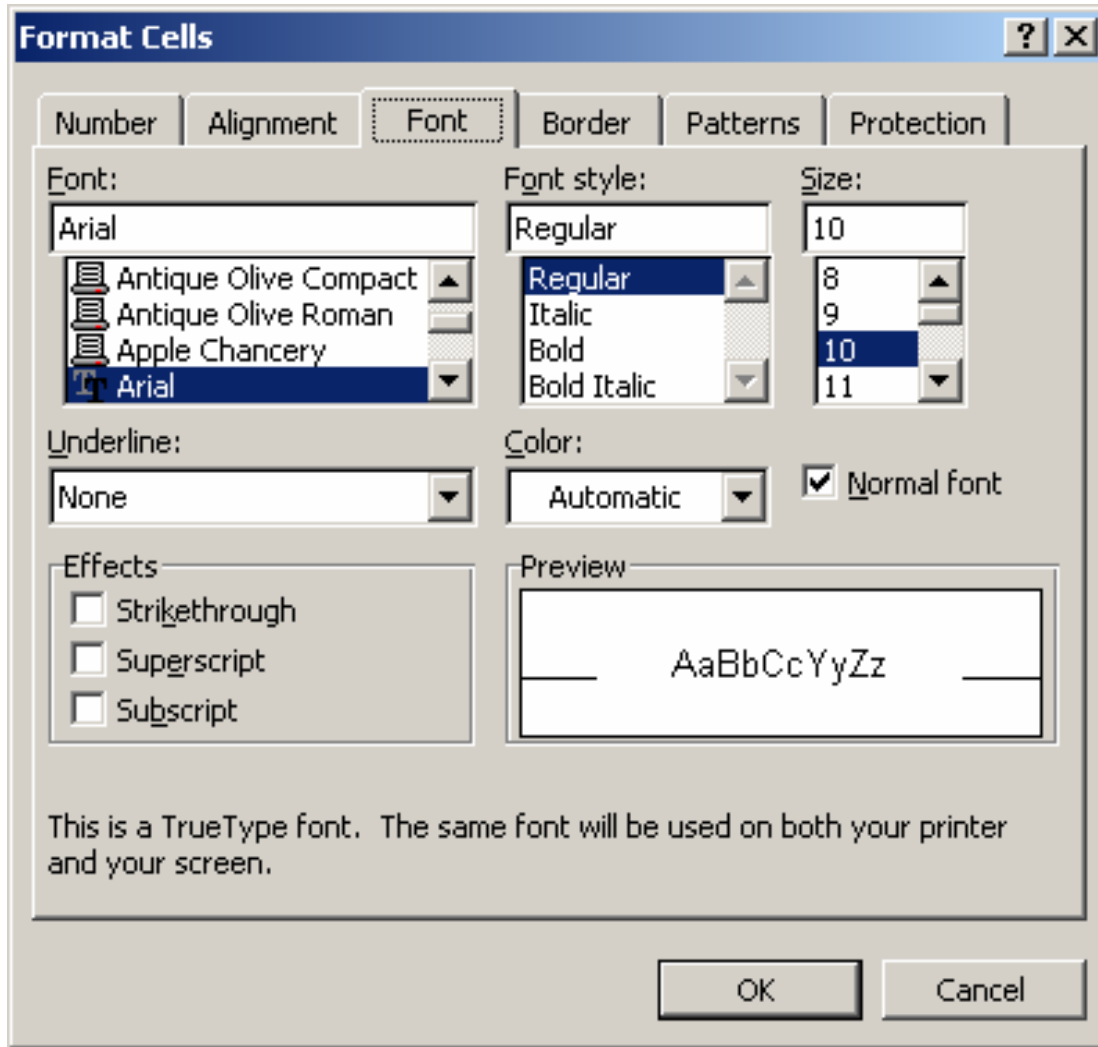 Format Cells
Number Alignment Font Border Patterns Protection
Font: Font style: Size:
Arial Regular 10
Antique Olive Compact Regular 8
Antique Olive Roman Italic 9
Apple Chancery Bold 10
Arial Bold Italic 11
Underline: Color:
None Automatic Normal font
Effects Preview
Strikethrough
Superscript AaBbCcYyZz
Subscript
This is a TrueType font. The same font will be used on both your printer
and your screen.
OK Cancel